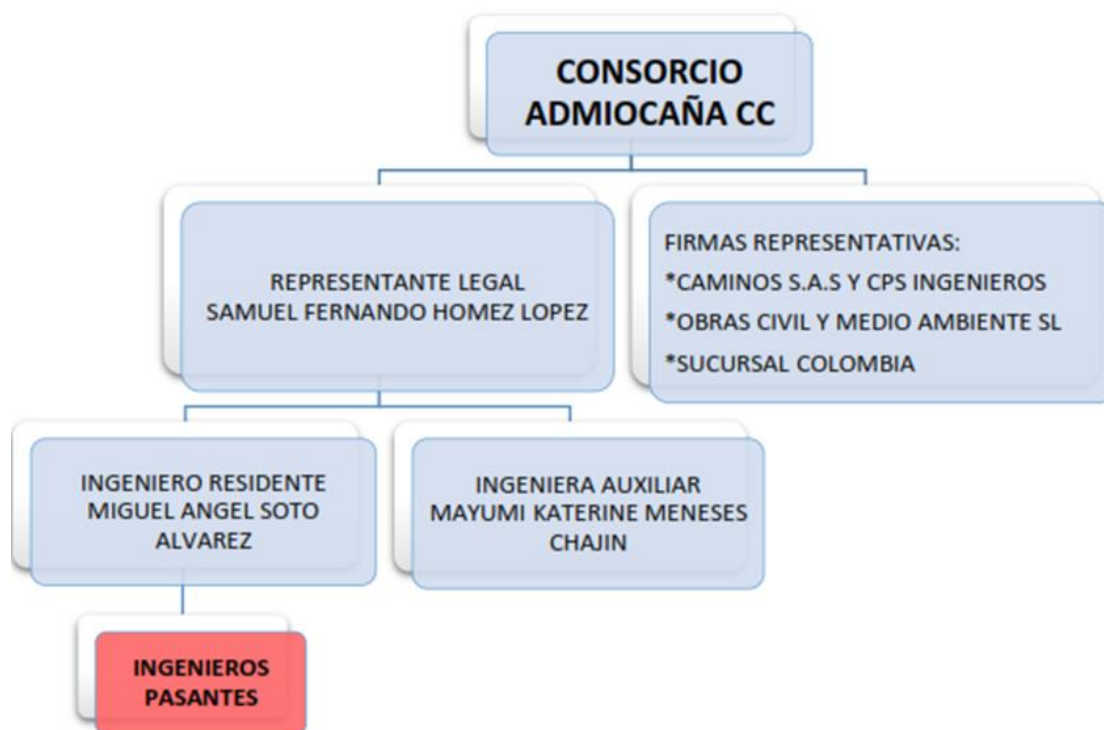 CONSORCIO
ADMIOCAÑA CC
REPRESENTANTE LEGAL
SAMUEL FERNANDO HOMEZ LOPEZ
FIRMAS REPRESENTATIVAS:
*CAMINOS S.A.S Y CPS INGENIEROS
*OBRAS CIVIL Y MEDIO AMBIENTE SL
*SUCURSAL COLOMBIA
INGENIERO RESIDENTE
MIGUEL ANGEL SOTO
ALVAREZ
INGENIERA AUXILIAR
MAYUMI KATERINE MENESES
CHAJIN
INGENIEROS
PASANTES